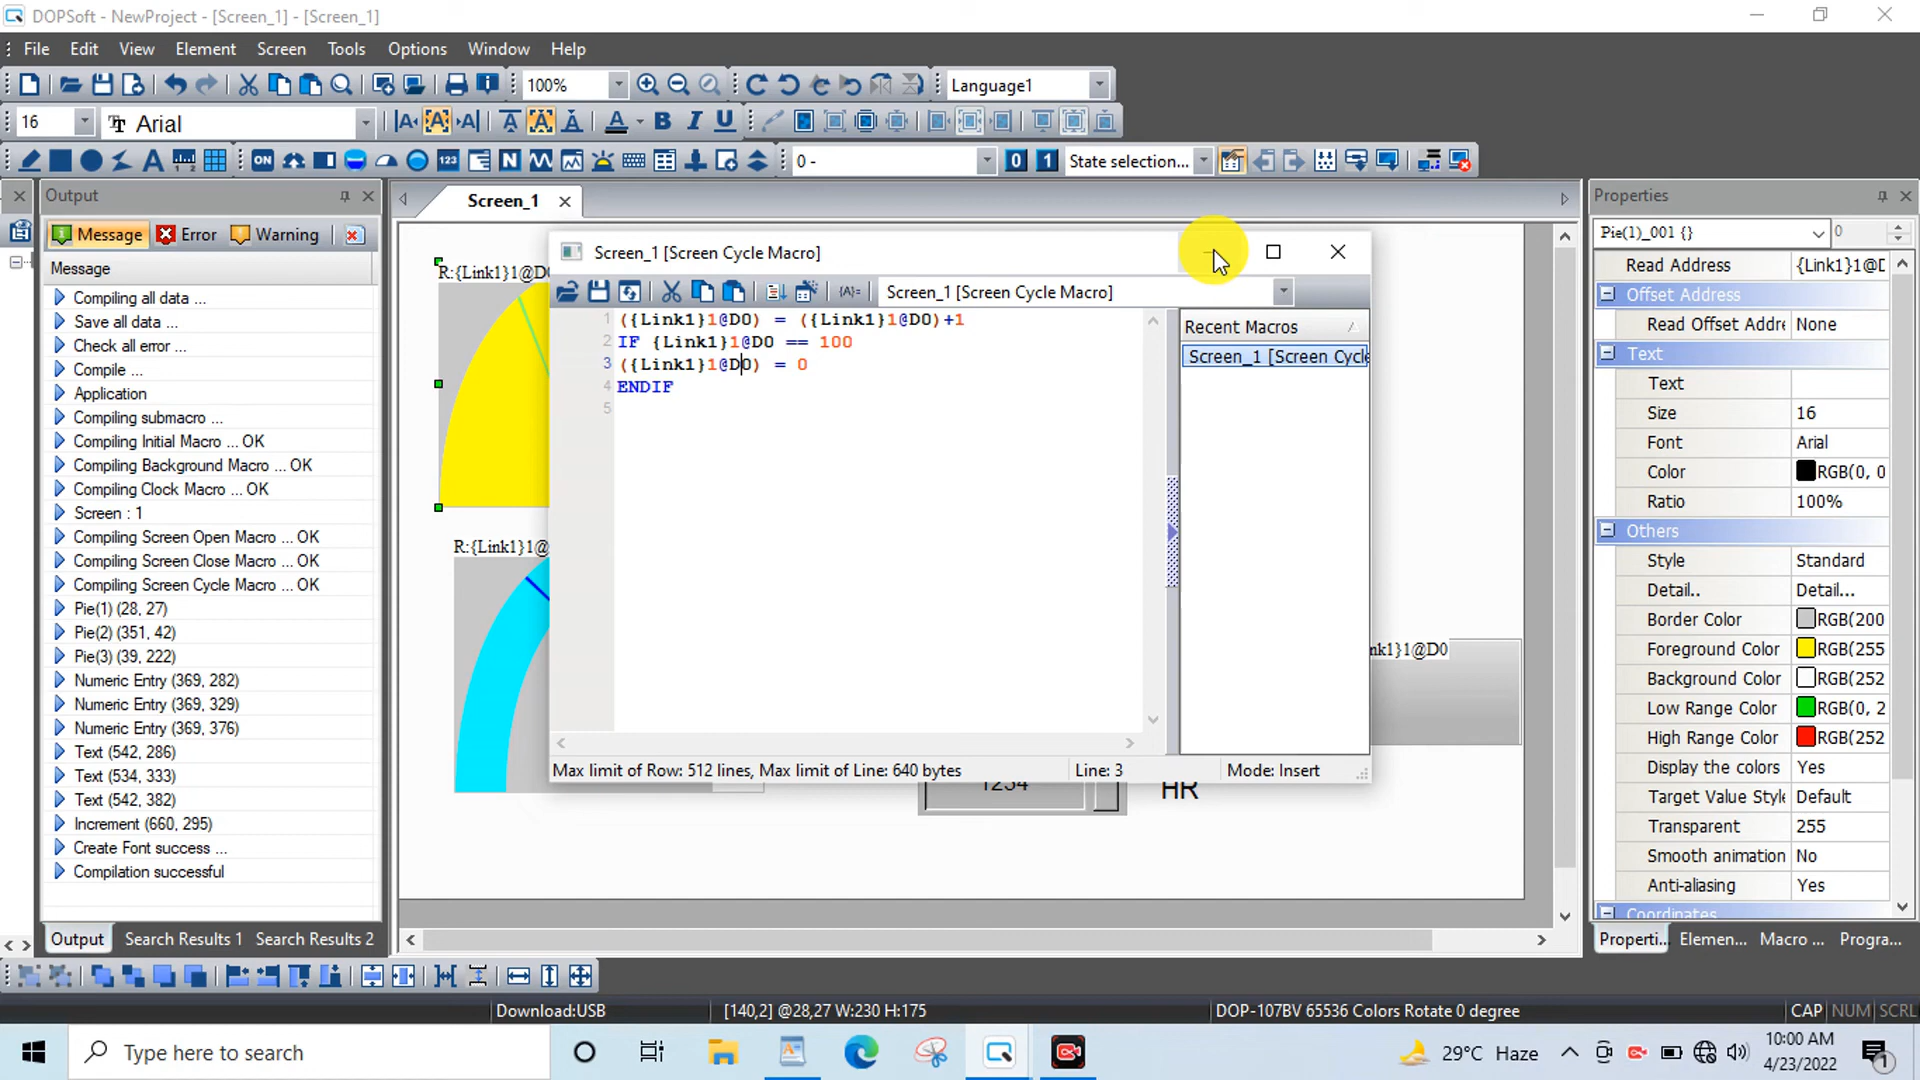 DOPSoft - NewProject - [Screen_1] - [Screen_1]
File Edit View Element Screen Tools Options Window Help
100% Language1
16 Arial
0 - State selection...
Output
Message Error Warning
Message
Compiling all data ...
Save all data ...
Check all error ...
Compile ...
Application
Compiling submacro ...
Compiling Initial Macro ... OK
Compiling Background Macro ... OK
Compiling Clock Macro ... OK
Screen : 1
Compiling Screen Open Macro ... OK
Compiling Screen Close Macro ... OK
Compiling Screen Cycle Macro ... OK
Pie(1) (28, 27)
Pie(2) (351, 42)
Pie(3) (39, 222)
Numeric Entry (369, 282)
Numeric Entry (369, 329)
Numeric Entry (369, 376)
Text (542, 286)
Text (534, 333)
Text (542, 382)
Increment (660, 295)
Create Font success ...
Compilation successful
Output Search Results 1 Search Results 2
Screen_1
R:{Link1}1@D0
R:{Link1}1@
Screen_1 [Screen Cycle Macro]
{A}= Screen_1 [Screen Cycle Macro]
1 ({Link1}1@D0) = ({Link1}1@D0)+1
2 IF {Link1}1@D0 == 100
3 ({Link1}1@D0) = 0
4 ENDIF
5
Recent Macros
Screen_1 [Screen Cycle
Max limit of Row: 512 lines, Max limit of Line: 640 bytes Line: 3 Mode: Insert
nk1}1@D0
1234 HR
Properties
Pie(1)_001 {} 0
Read Address {Link1}1@D
Offset Address
Read Offset Addre None
Text
Text
Size 16
Font Arial
Color RGB(0, 0
Ratio 100%
Others
Style Standard
Detail.. Detail...
Border Color RGB(200
Foreground Color RGB(255
Background Color RGB(252
Low Range Color RGB(0, 2
High Range Color RGB(252
Display the colors Yes
Target Value Style Default
Transparent 255
Smooth animation No
Anti-aliasing Yes
Coordinates
Properti... Elemen... Macro ... Progra...
Download:USB [140,2] @28,27 W:230 H:175 DOP-107BV 65536 Colors Rotate 0 degree CAP NUM SCRL
Type here to search
29°C Haze
10:00 AM
4/23/2022
1